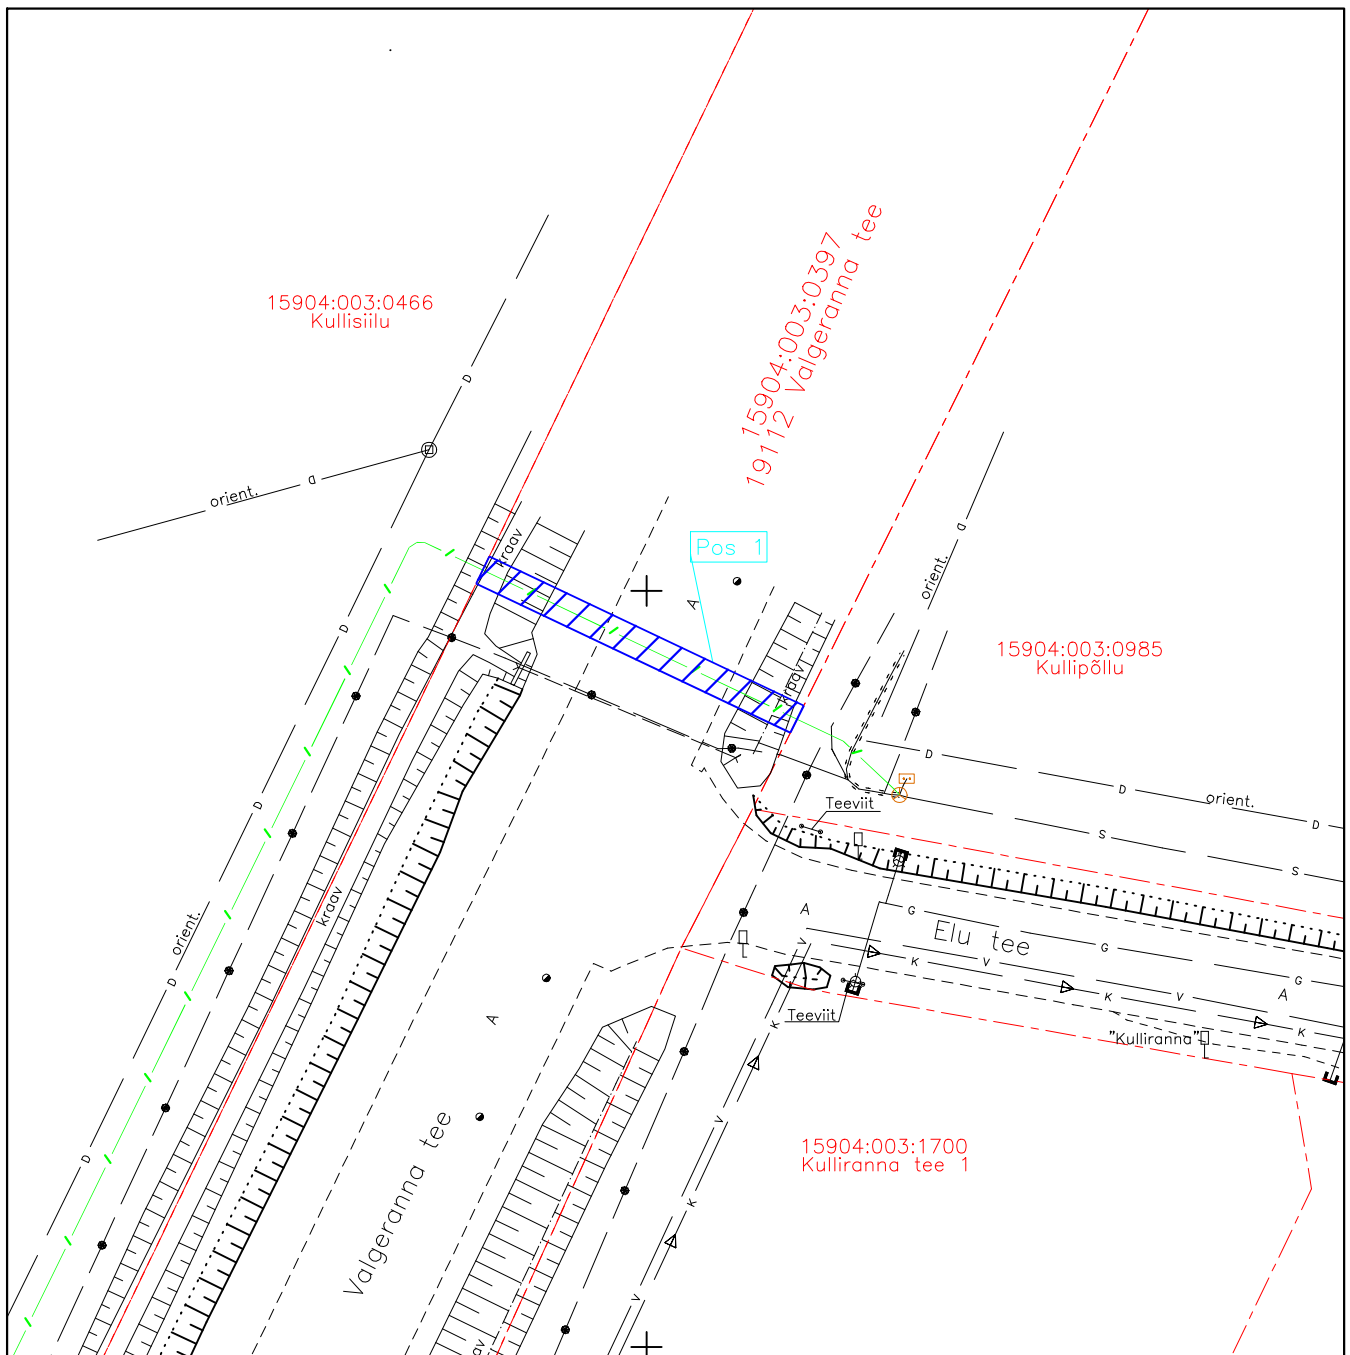 15904:003:0466
Kullisiilu
15904:003:0397
19112 Valgeranna tee
D
orient. a
kraav
Pos 1
A
a
orient.
15904:003:0985
Kullipõllu
D
D
kraav
D
orient.
D
D
S
S
Teeviit
D
orient.
D
kraav
A
G
Elu tee
G
G
V
K
V
K
V
A
K
Teeviit
"Kulliranna"
A
K
V
K
V
D
15904:003:1700
Kulliranna tee 1
Valgeranna tee